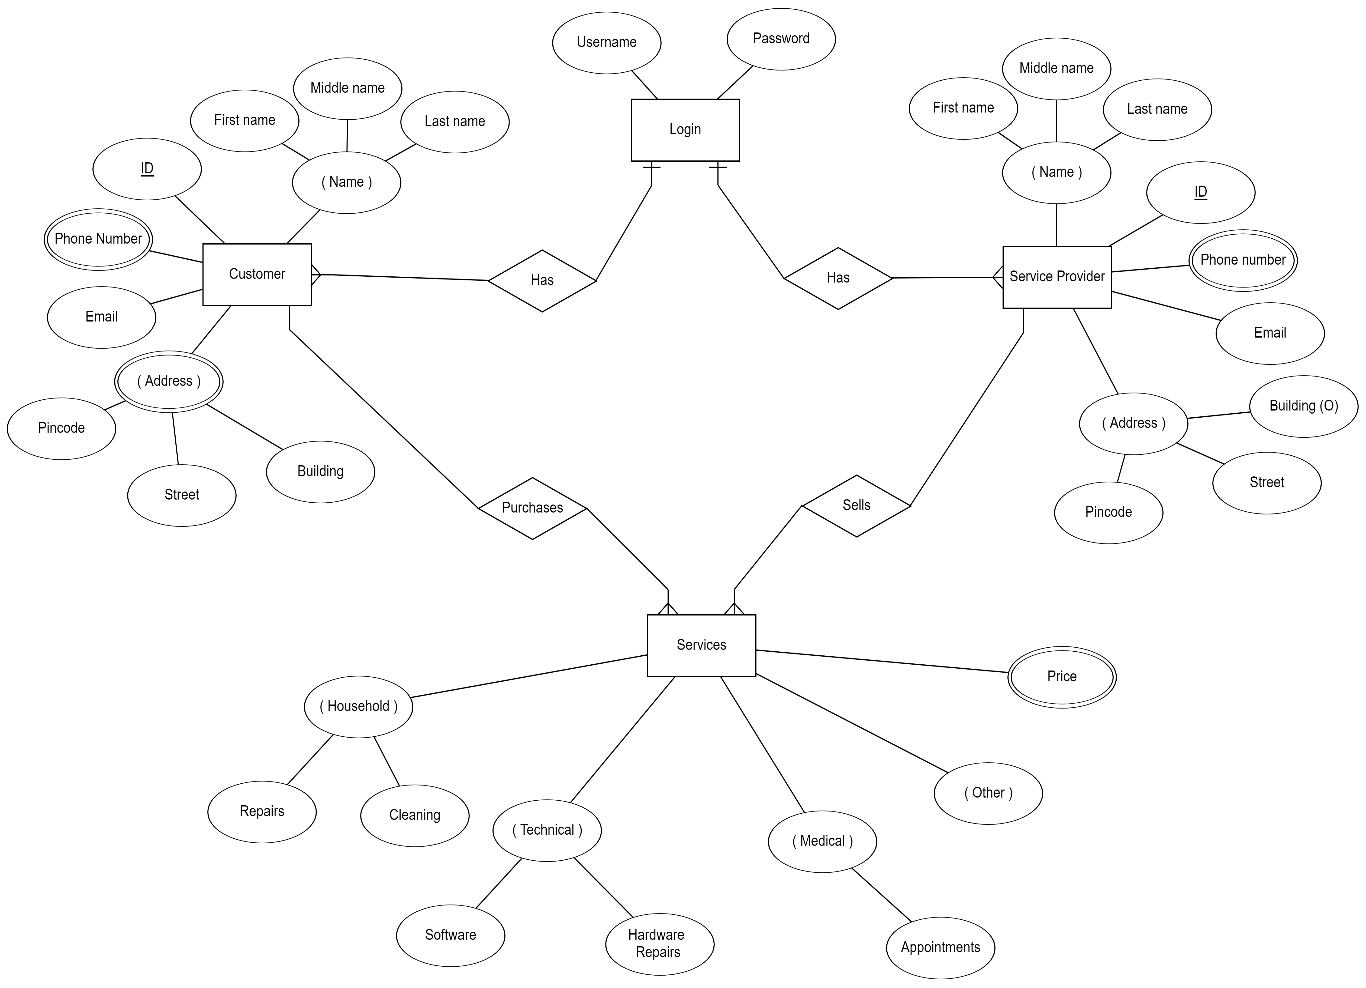 Username
Password
Login
First name
Middle name
Last name
( Name )
ID
Phone Number
Email
Customer
( Address )
Pincode
Street
Building
Has
Has
First name
Middle name
Last name
( Name )
ID
Phone number
Email
Service Provider
( Address )
Building (O)
Street
Pincode
Purchases
Sells
Services
Price
( Household )
Repairs
Cleaning
( Technical )
Software
Hardware
Repairs
( Medical )
Appointments
( Other )